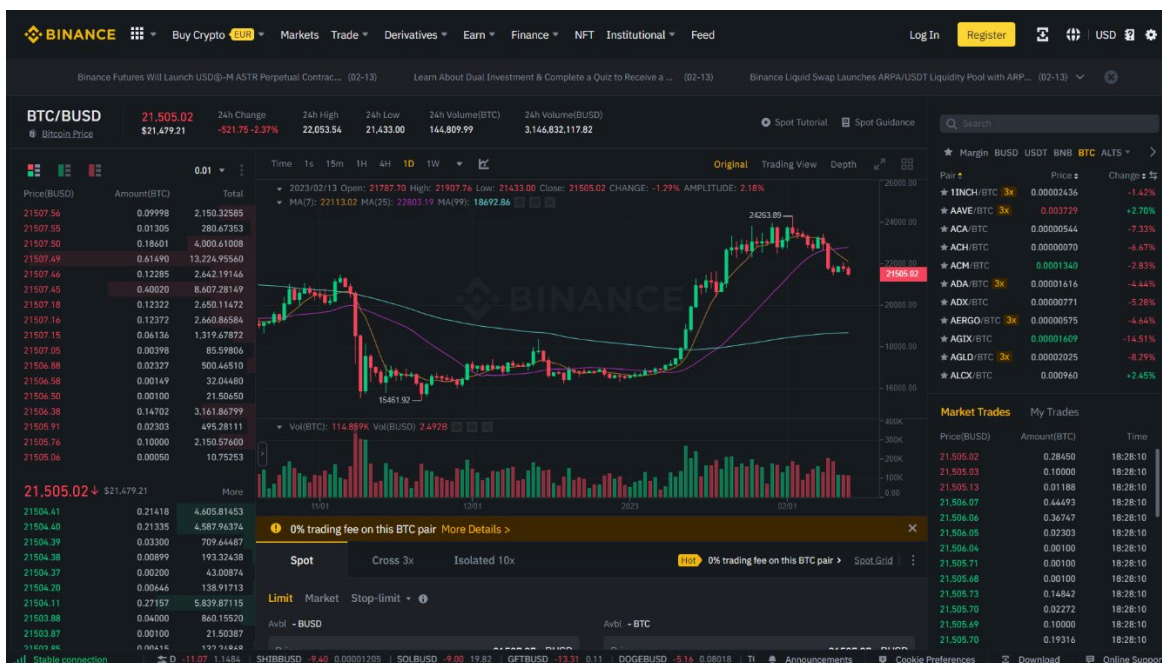 BINANCE Buy Crypto EUR Markets Trade Derivatives Earn Finance NFT Institutional Feed Log In Register USD
Binance Futures Will Launch USDⓈ-M ASTR Perpetual Contrac... (02-13) Learn About Dual Investment & Complete a Quiz to Receive a ... (02-13) Binance Liquid Swap Launches ARPA/USDT Liquidity Pool with ARP... (02-13)
BTC/BUSD 21,505.02 24h Change 24h High 24h Low 24h Volume(BTC) 24h Volume(BUSD)
Bitcoin Price $21,479.21 -521.75 -2.37% 22,053.54 21,433.00 144,809.99 3,146,832,117.82
Spot Tutorial Spot Guidance
0.01
Price(BUSD) Amount(BTC) Total
21507.56 0.09998 2,150.32585
21507.55 0.01305 280.67353
21507.50 0.18601 4,000.61008
21507.49 0.61490 13,224.95560
21507.46 0.12285 2,642.19146
21507.45 0.40020 8,607.28149
21507.18 0.12322 2,650.11472
21507.16 0.12372 2,660.86584
21507.15 0.06136 1,319.67872
21507.05 0.00398 85.59806
21506.88 0.02327 500.46510
21506.58 0.00149 32.04480
21506.50 0.00100 21.50650
21506.38 0.14702 3,161.86799
21505.91 0.02303 495.28111
21505.76 0.10000 2,150.57600
21505.06 0.00050 10.75253
21,505.02 $21,479.21 More
21504.41 0.21418 4,605.81453
21504.40 0.21335 4,587.96374
21504.39 0.03300 709.64487
21504.38 0.00899 193.32438
21504.37 0.00200 43.00874
21504.20 0.00646 138.91713
21504.11 0.27157 5,839.87115
21503.88 0.04000 860.15520
21503.87 0.00100 21.50387
21503.85 0.00615 132.24868
Time 1s 15m 1H 4H 1D 1W Original Trading View Depth
2023/02/13 Open: 21787.70 High: 21907.76 Low: 21433.00 Close: 21505.02 CHANGE: -1.29% AMPLITUDE: 2.18%
MA(7): 22113.02 MA(25): 22803.19 MA(99): 18692.86
26000.00
24263.89
24000.00
22000.00
21505.02
20000.00
BINANCE
18000.00
16000.00
15461.92
Vol(BTC): 114.859K Vol(BUSD) 2.492B
400K
300K
200K
100K
0.00
11/01 12/01 2023 02/01
0% trading fee on this BTC pair More Details >
Spot Cross 3x Isolated 10x Hot 0% trading fee on this BTC pair > Spot Grid
Limit Market Stop-limit
Avbl - BUSD Avbl - BTC
Search
Margin BUSD USDT BNB BTC ALTS
Pair Price Change
1INCH/BTC 3x 0.00002436 -1.42%
AAVE/BTC 3x 0.003729 +2.70%
ACA/BTC 0.00000544 -7.33%
ACH/BTC 0.00000070 -6.67%
ACM/BTC 0.0001340 -2.83%
ADA/BTC 3x 0.00001616 -4.44%
ADX/BTC 0.00000771 -5.28%
AERGO/BTC 3x 0.00000575 -4.64%
AGIX/BTC 0.00001609 -14.51%
AGLD/BTC 3x 0.00002025 -8.29%
ALCX/BTC 0.000960 +2.45%
Market Trades My Trades
Price(BUSD) Amount(BTC) Time
21,505.02 0.28450 18:28:10
21,505.03 0.10000 18:28:10
21,505.13 0.01188 18:28:10
21,506.07 0.44493 18:28:10
21,506.06 0.36747 18:28:10
21,506.05 0.02303 18:28:10
21,506.04 0.00100 18:28:10
21,505.71 0.00100 18:28:10
21,505.68 0.00100 18:28:10
21,505.73 0.14842 18:28:10
21,505.70 0.02272 18:28:10
21,505.69 0.10000 18:28:10
21,505.70 0.19316 18:28:10
Stable connection D -11.07 1.1484 SHIBBUSD -9.40 0.00001205 SOLBUSD -9.00 19.82 GFTBUSD -13.31 0.11 DOGEBUSD -5.16 0.08018 Announcements Cookie Preferences Download Online Suppor